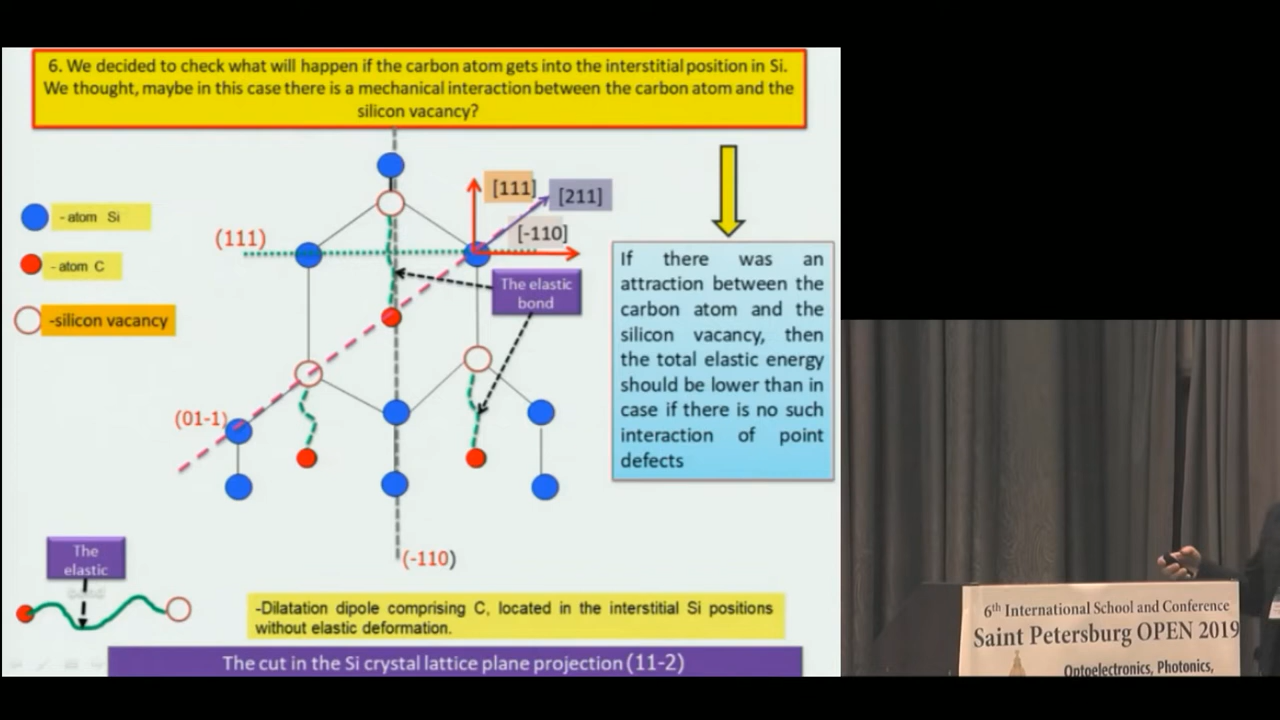 6. We decided to check what will happen if the carbon atom gets into the interstitial position in Si.
We thought, maybe in this case there is a mechanical interaction between the carbon atom and the
silicon vacancy?
- atom Si
- atom C
-silicon vacancy
(111)
[111]
[211]
[-110]
The elastic
bond
(01-1)
(-110)
If there was an
attraction between the
carbon atom and the
silicon vacancy, then
the total elastic energy
should be lower than in
case if there is no such
interaction of point
defects
The
elastic
bond
-Dilatation dipole comprising C, located in the interstitial Si positions
without elastic deformation.
The cut in the Si crystal lattice plane projection (11-2)
6th International School and Conference
Saint Petersburg OPEN 2019
Optoelectronics, Photonics,